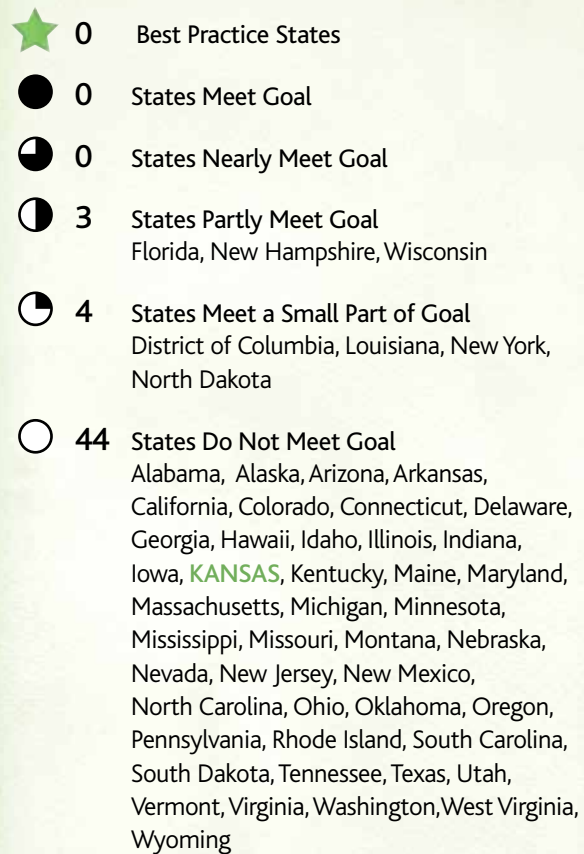 0 Best Practice States
0 States Meet Goal
0 States Nearly Meet Goal
3 States Partly Meet Goal
Florida, New Hampshire, Wisconsin
4 States Meet a Small Part of Goal
District of Columbia, Louisiana, New York,
North Dakota
44 States Do Not Meet Goal
Alabama, Alaska, Arizona, Arkansas,
California, Colorado, Connecticut, Delaware,
Georgia, Hawaii, Idaho, Illinois, Indiana,
Iowa, KANSAS, Kentucky, Maine, Maryland,
Massachusetts, Michigan, Minnesota,
Mississippi, Missouri, Montana, Nebraska,
Nevada, New Jersey, New Mexico,
North Carolina, Ohio, Oklahoma, Oregon,
Pennsylvania, Rhode Island, South Carolina,
South Dakota, Tennessee, Texas, Utah,
Vermont, Virginia, Washington,West Virginia,
Wyoming